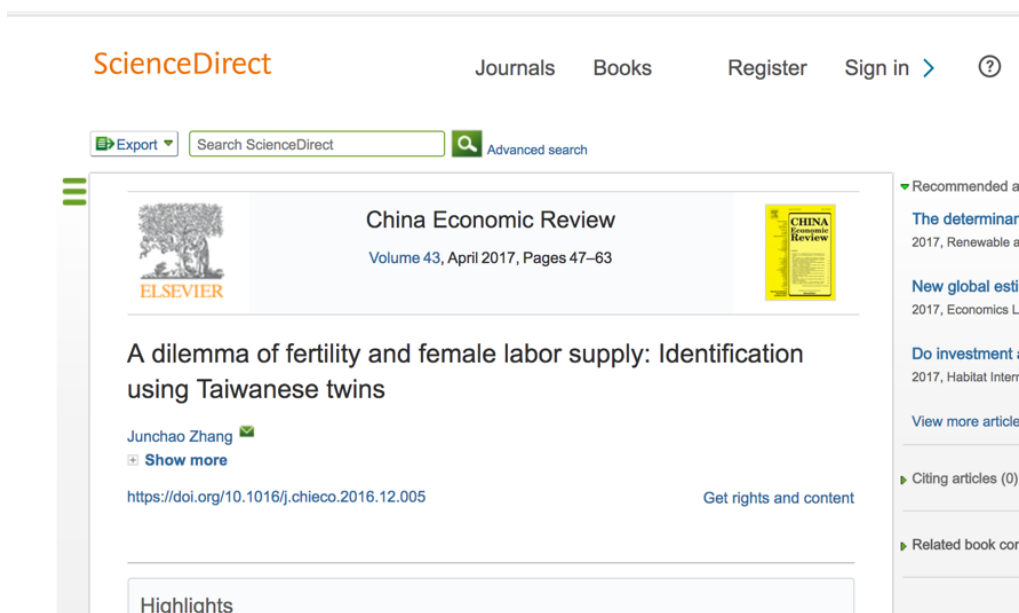 ScienceDirect
Journals Books Register Sign in
Export Search ScienceDirect Advanced search
ELSEVIER
China Economic Review
Volume 43, April 2017, Pages 47–63
CHINA
Economic
Review
A dilemma of fertility and female labor supply: Identification
using Taiwanese twins
Junchao Zhang
Show more
https://doi.org/10.1016/j.chieco.2016.12.005
Get rights and content
Highlights
Recommended a
The determinan
2017, Renewable a
New global esti
2017, Economics L
Do investment a
2017, Habitat Inter
View more article
Citing articles (0)
Related book con